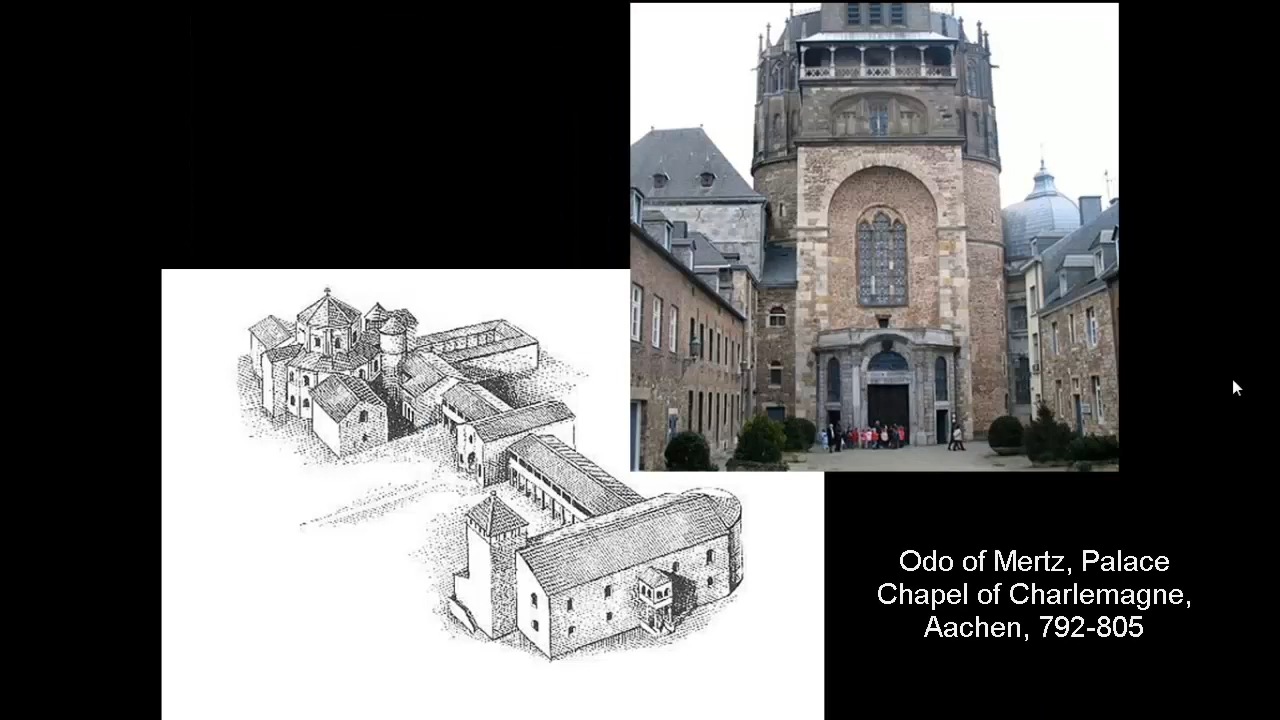 Odo of Mertz, Palace
Chapel of Charlemagne,
Aachen, 792-805